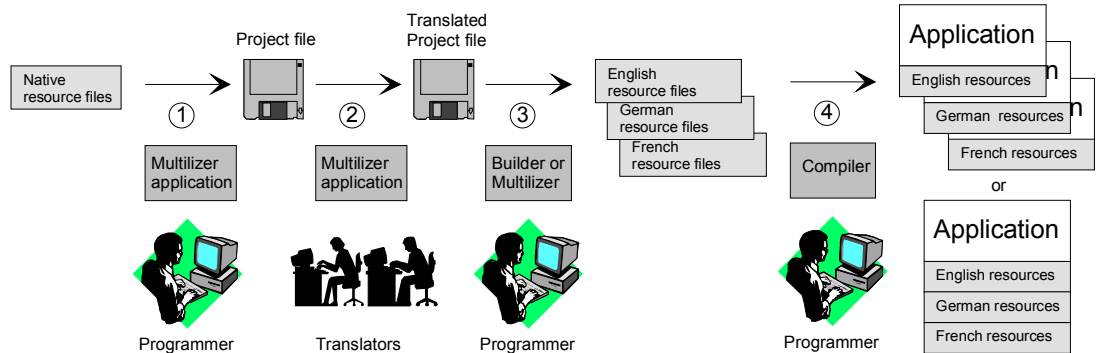 Native
resource files
1
Multilizer
application
Programmer
Project file
2
Multilizer
application
Translators
Translated
Project file
3
Builder or
Multilizer
Programmer
English
resource files
German
resource files
French
resource files
4
Compiler
Programmer
Application
English resources
n
German resources
n
French resources
or
Application
English resources
German resources
French resources